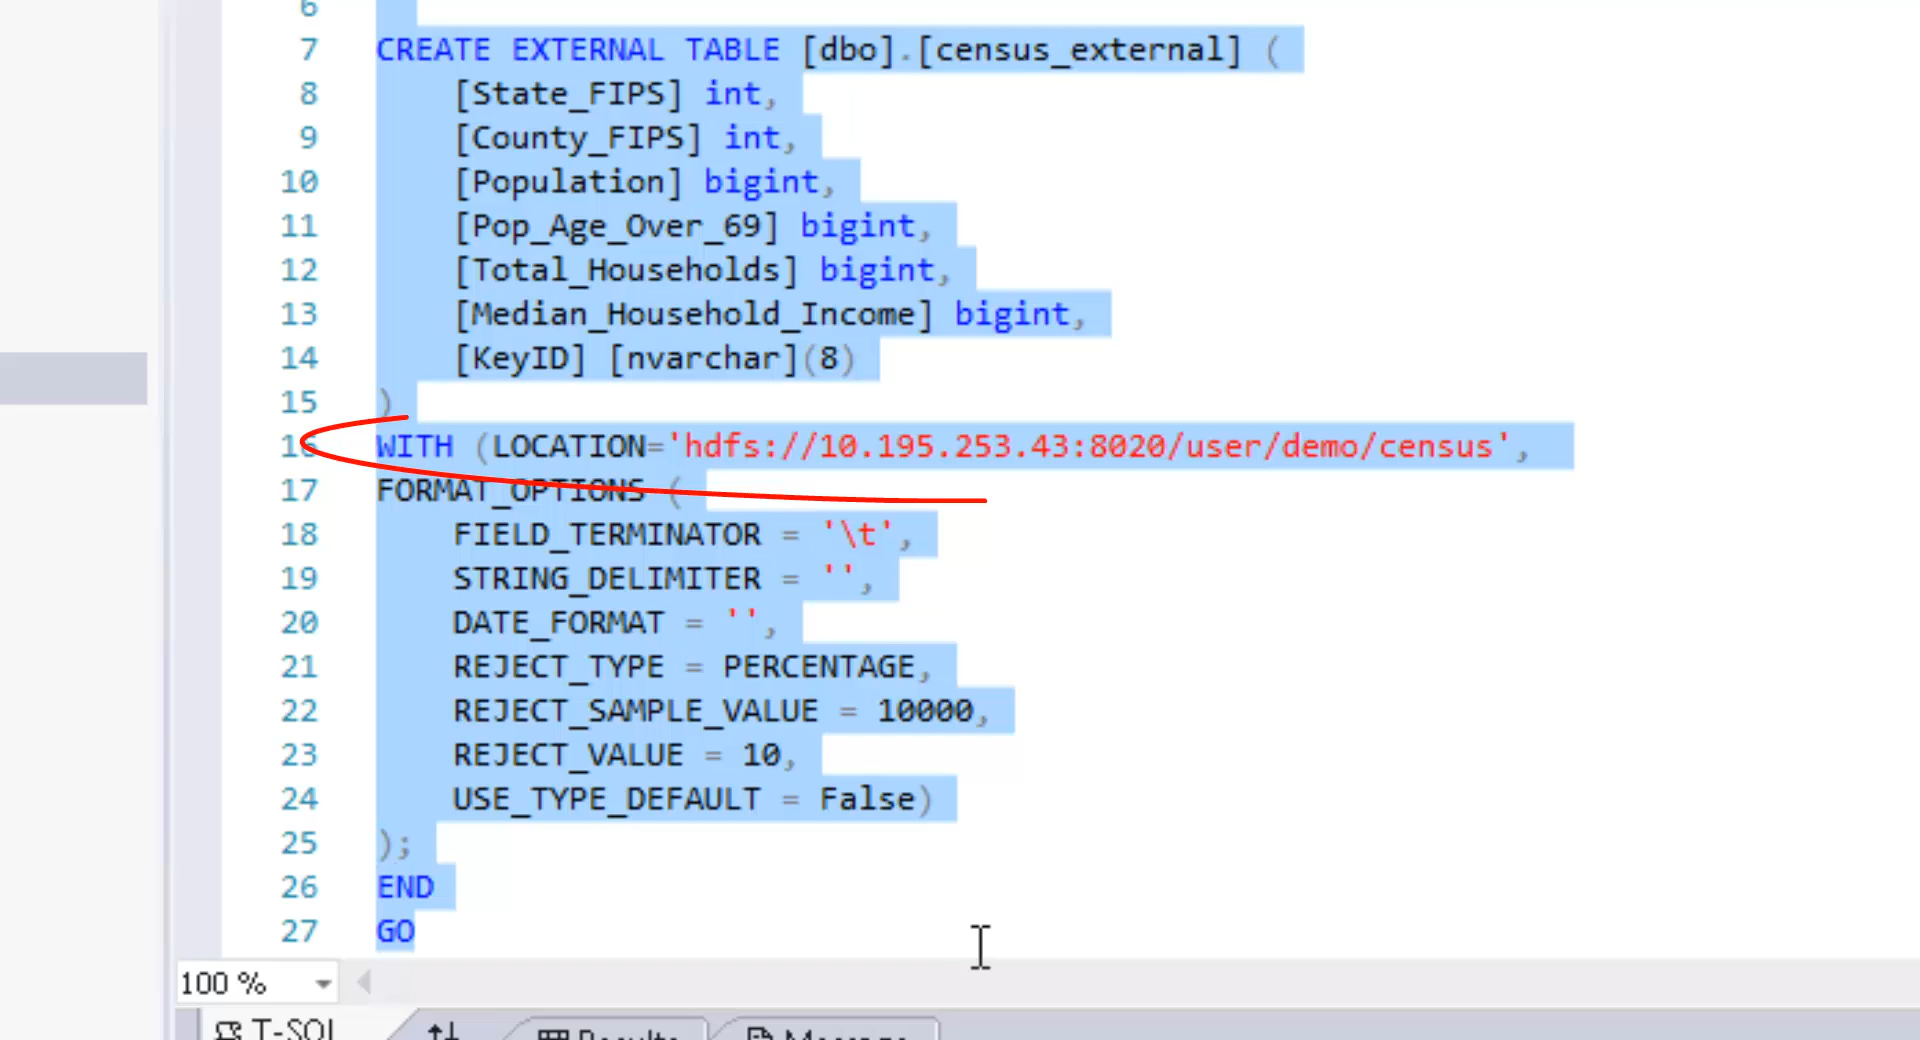 6
7 CREATE EXTERNAL TABLE [dbo].[census_external] (
8 [State_FIPS] int,
9 [County_FIPS] int,
10 [Population] bigint,
11 [Pop_Age_Over_69] bigint,
12 [Total_Households] bigint,
13 [Median_Household_Income] bigint,
14 [KeyID] [nvarchar](8)
15 )
16 WITH (LOCATION='hdfs://10.195.253.43:8020/user/demo/census',
17 FORMAT_OPTIONS (
18 FIELD_TERMINATOR = '\t',
19 STRING_DELIMITER = '',
20 DATE_FORMAT = '',
21 REJECT_TYPE = PERCENTAGE,
22 REJECT_SAMPLE_VALUE = 10000,
23 REJECT_VALUE = 10,
24 USE_TYPE_DEFAULT = False)
25 );
26 END
27 GO
100 %
T-SQL Results Message